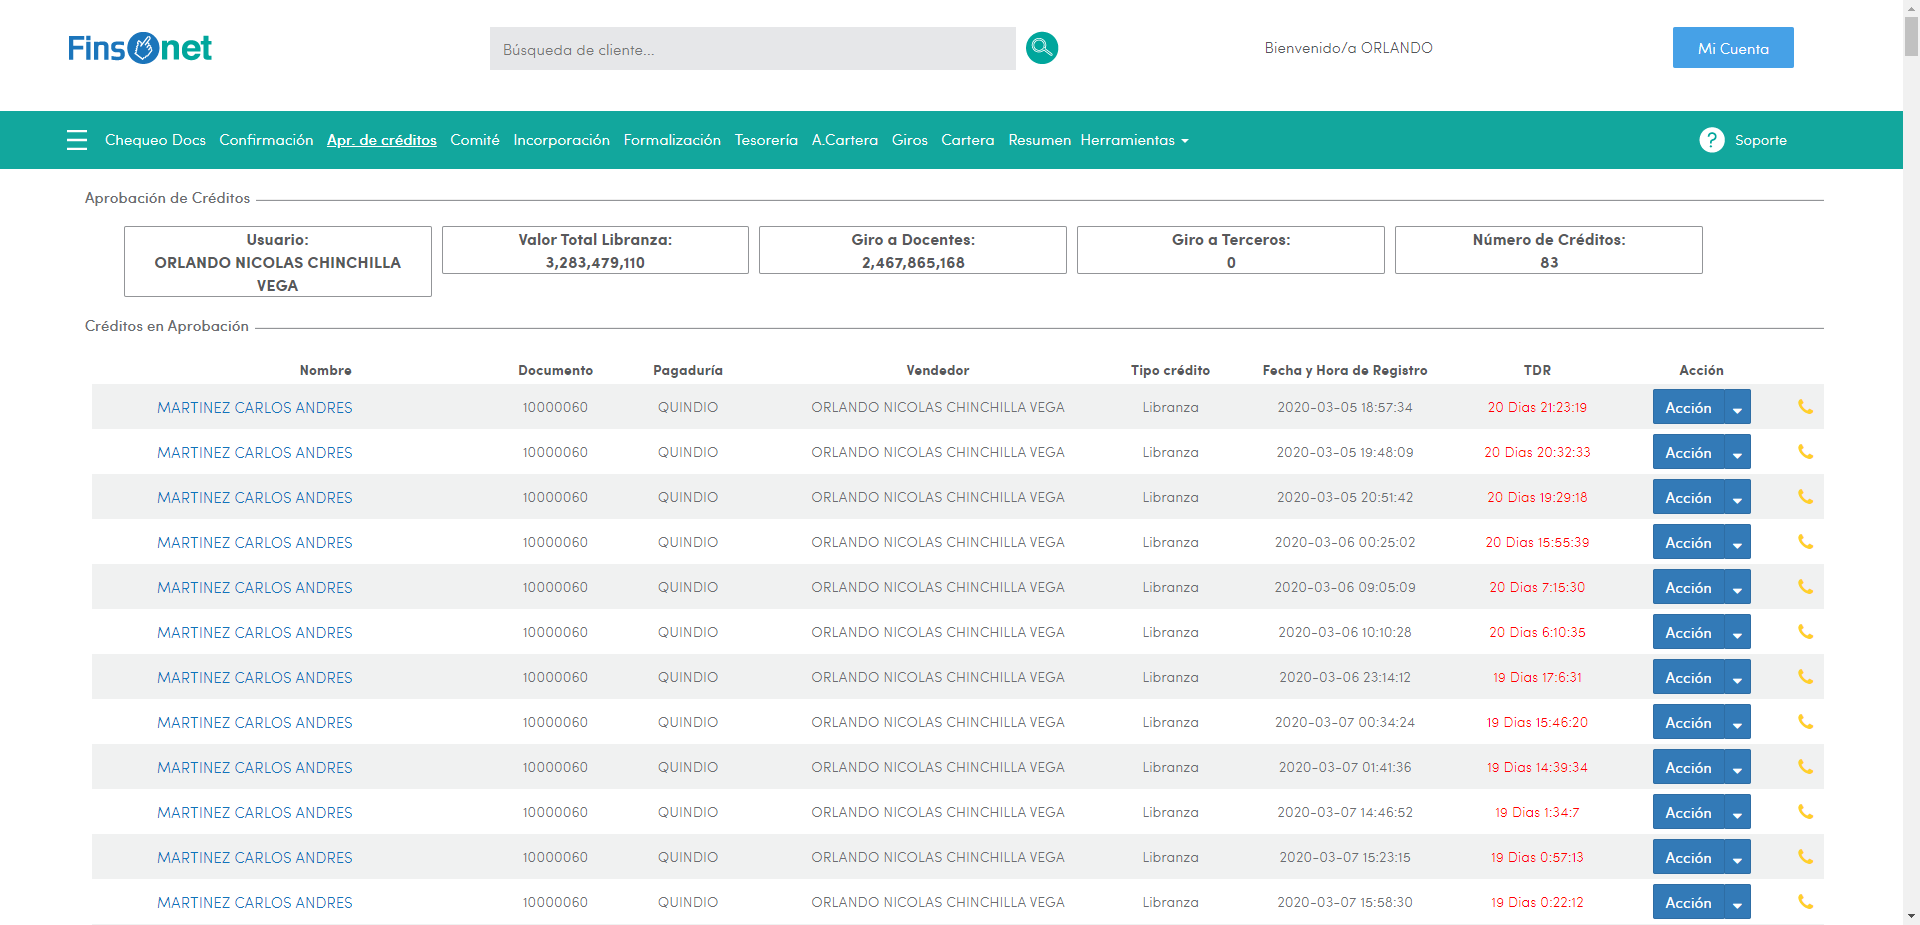 Finsonet
Búsqueda de cliente...
Bienvenido/a ORLANDO
Mi Cuenta
Chequeo Docs Confirmación Apr. de créditos Comité Incorporación Formalización Tesorería A.Cartera Giros Cartera Resumen Herramientas
? Soporte
Aprobación de Créditos
Usuario:
ORLANDO NICOLAS CHINCHILLA
VEGA
Valor Total Libranza:
3,283,479,110
Giro a Docentes:
2,467,865,168
Giro a Terceros:
0
Número de Créditos:
83
Créditos en Aprobación
Nombre Documento Pagaduría Vendedor Tipo crédito Fecha y Hora de Registro TDR Acción
MARTINEZ CARLOS ANDRES 10000060 QUINDIO ORLANDO NICOLAS CHINCHILLA VEGA Libranza 2020-03-05 18:57:34 20 Dias 21:23:19 Acción
MARTINEZ CARLOS ANDRES 10000060 QUINDIO ORLANDO NICOLAS CHINCHILLA VEGA Libranza 2020-03-05 19:48:09 20 Dias 20:32:33 Acción
MARTINEZ CARLOS ANDRES 10000060 QUINDIO ORLANDO NICOLAS CHINCHILLA VEGA Libranza 2020-03-05 20:51:42 20 Dias 19:29:18 Acción
MARTINEZ CARLOS ANDRES 10000060 QUINDIO ORLANDO NICOLAS CHINCHILLA VEGA Libranza 2020-03-06 00:25:02 20 Dias 15:55:39 Acción
MARTINEZ CARLOS ANDRES 10000060 QUINDIO ORLANDO NICOLAS CHINCHILLA VEGA Libranza 2020-03-06 09:05:09 20 Dias 7:15:30 Acción
MARTINEZ CARLOS ANDRES 10000060 QUINDIO ORLANDO NICOLAS CHINCHILLA VEGA Libranza 2020-03-06 10:10:28 20 Dias 6:10:35 Acción
MARTINEZ CARLOS ANDRES 10000060 QUINDIO ORLANDO NICOLAS CHINCHILLA VEGA Libranza 2020-03-06 23:14:12 19 Dias 17:6:31 Acción
MARTINEZ CARLOS ANDRES 10000060 QUINDIO ORLANDO NICOLAS CHINCHILLA VEGA Libranza 2020-03-07 00:34:24 19 Dias 15:46:20 Acción
MARTINEZ CARLOS ANDRES 10000060 QUINDIO ORLANDO NICOLAS CHINCHILLA VEGA Libranza 2020-03-07 01:41:36 19 Dias 14:39:34 Acción
MARTINEZ CARLOS ANDRES 10000060 QUINDIO ORLANDO NICOLAS CHINCHILLA VEGA Libranza 2020-03-07 14:46:52 19 Dias 1:34:7 Acción
MARTINEZ CARLOS ANDRES 10000060 QUINDIO ORLANDO NICOLAS CHINCHILLA VEGA Libranza 2020-03-07 15:23:15 19 Dias 0:57:13 Acción
MARTINEZ CARLOS ANDRES 10000060 QUINDIO ORLANDO NICOLAS CHINCHILLA VEGA Libranza 2020-03-07 15:58:30 19 Dias 0:22:12 Acción